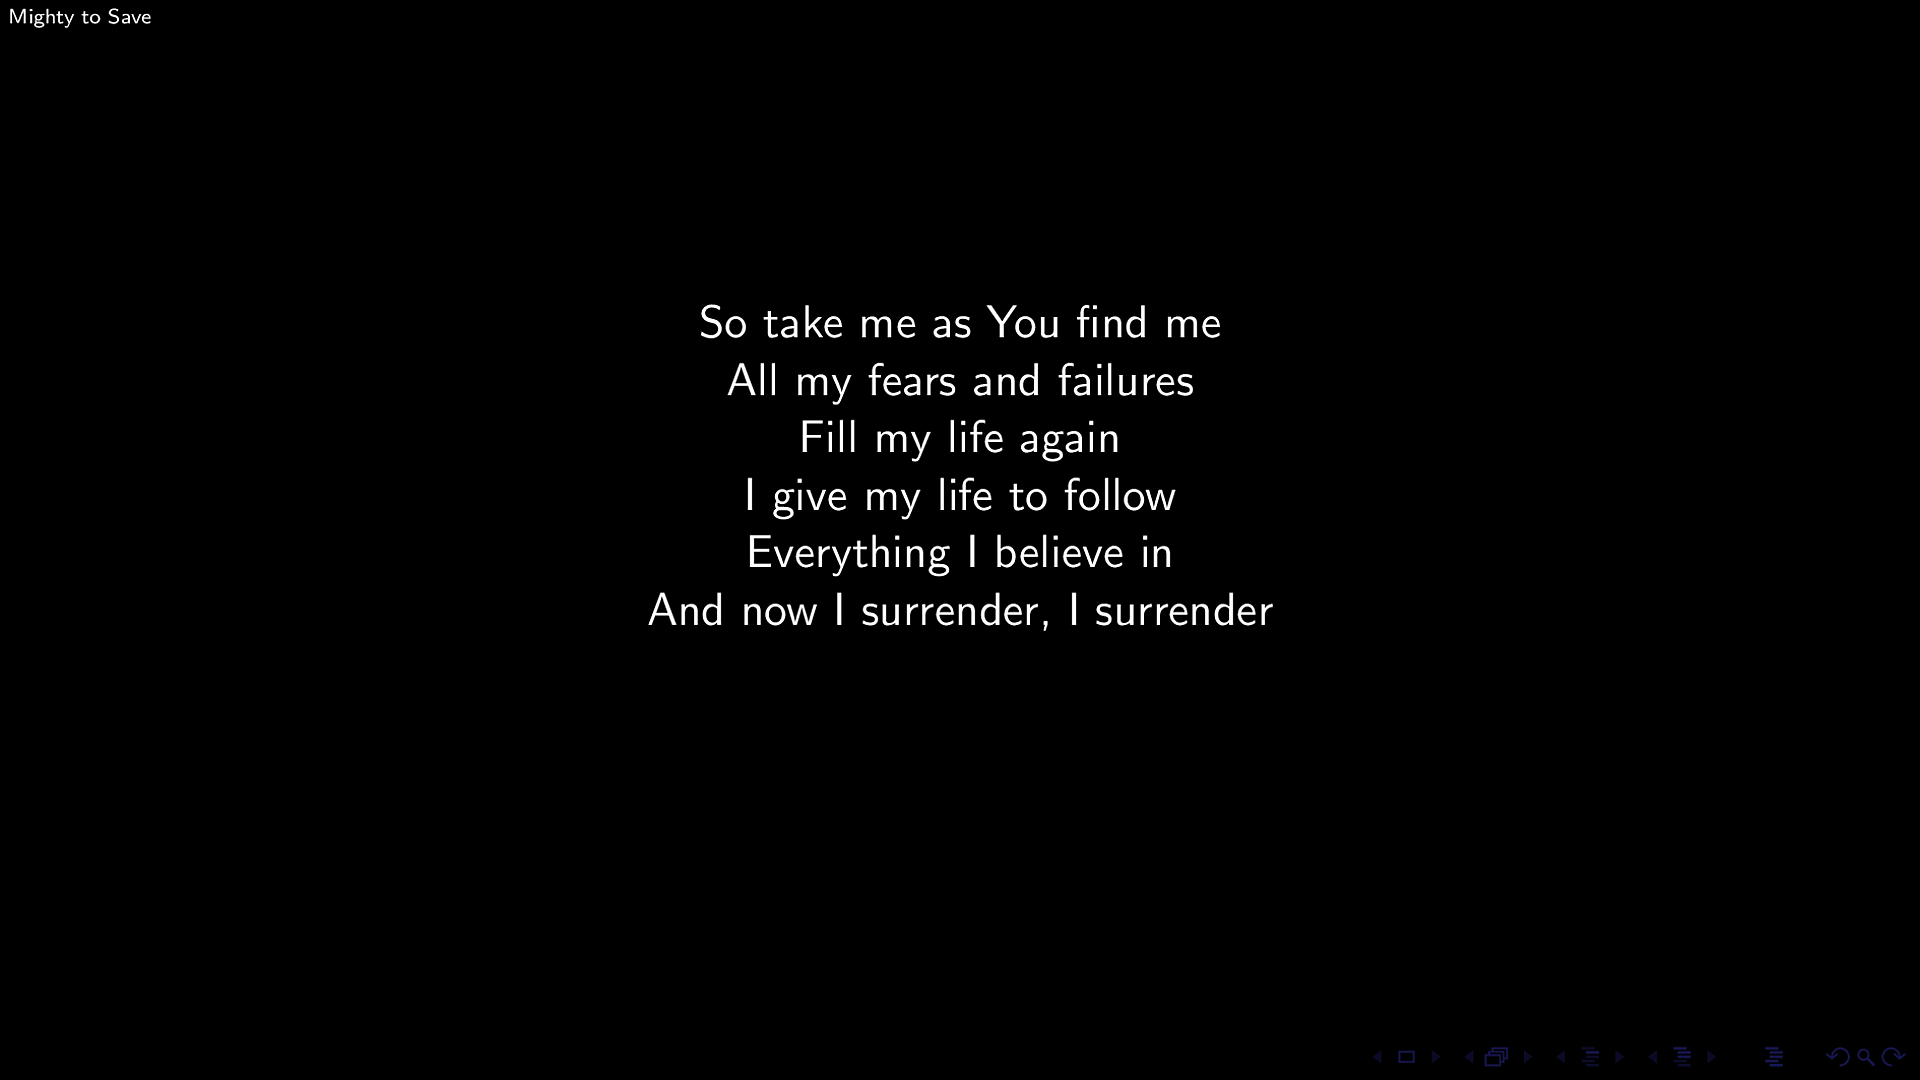 Mighty to Save
So take me as You find me
All my fears and failures
Fill my life again
I give my life to follow
Everything I believe in
And now I surrender, I surrender